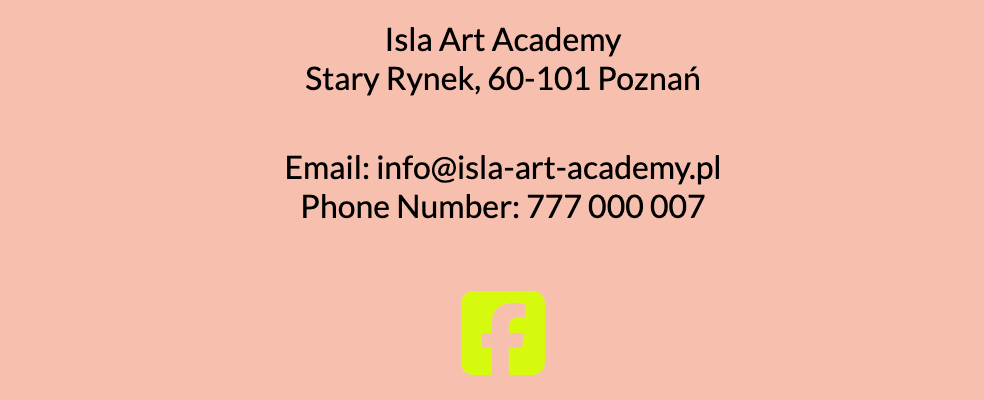 Isla Art Academy
Stary Rynek, 60-101 Poznań
Email: info@isla-art-academy.pl
Phone Number: 777 000 007